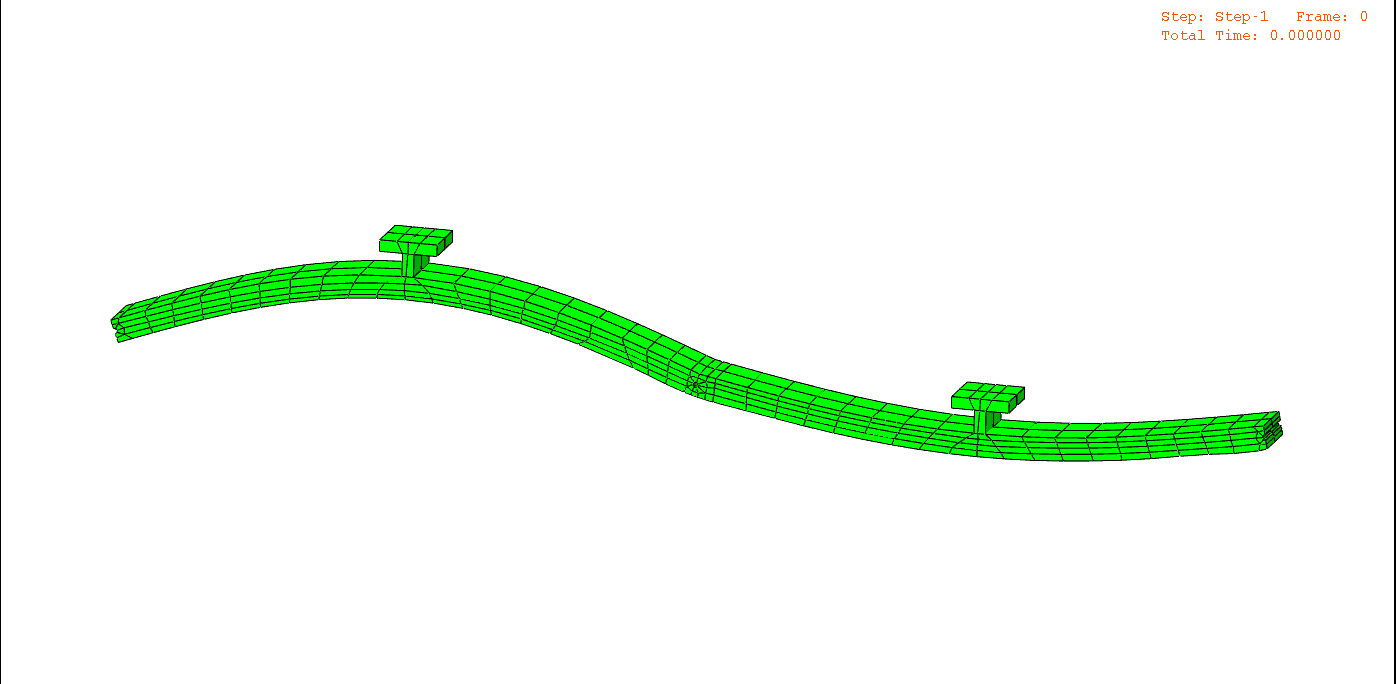 Step: Step-1   Frame: 0
Total Time: 0.000000